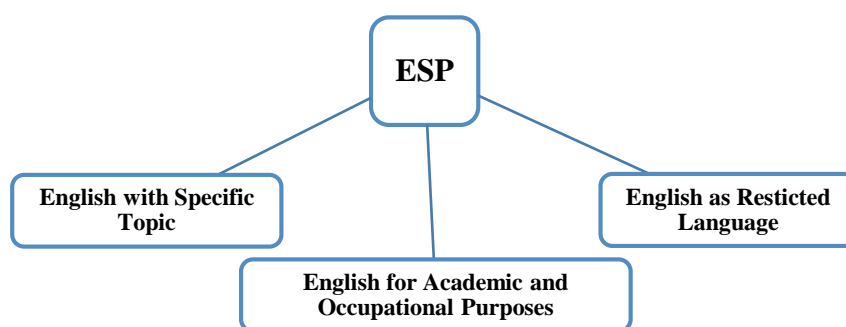 ESP
English with Specific
Topic
English as Resticted
Language
English for Academic and
Occupational Purposes